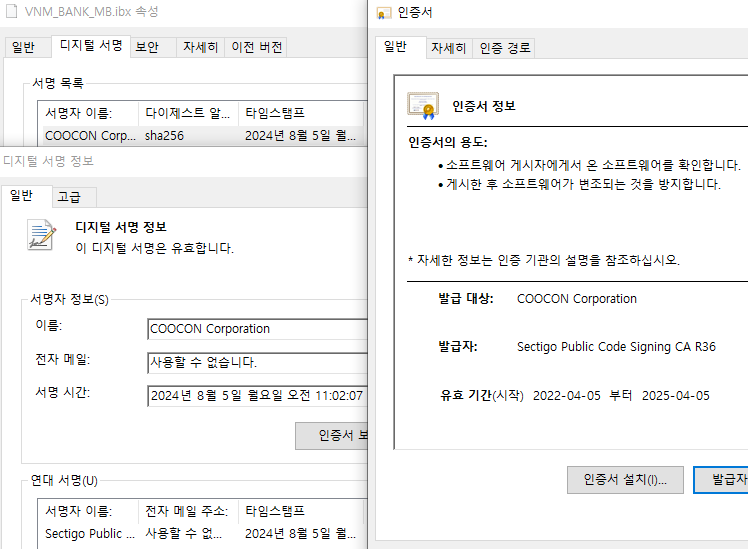 VNM_BANK_MB.ibx 속성
일반 디지털 서명 보안 자세히 이전 버전
서명 목록
서명자 이름: 다이제스트 알... 타임스탬프
COOCON Corp... sha256 2024년 8월 5일 월...
디지털 서명 정보
일반 고급
디지털 서명 정보
이 디지털 서명은 유효합니다.
서명자 정보(S)
이름: COOCON Corporation
전자 메일: 사용할 수 없습니다.
서명 시간: 2024년 8월 5일 월요일 오전 11:02:07
인증서 보
연대 서명(U)
서명자 이름: 전자 메일 주소: 타임스탬프
Sectigo Public ... 사용할 수 없... 2024년 8월 5일 월...
인증서
일반 자세히 인증 경로
인증서 정보
인증서의 용도:
• 소프트웨어 게시자에게서 온 소프트웨어를 확인합니다.
• 게시한 후 소프트웨어가 변조되는 것을 방지합니다.
* 자세한 정보는 인증 기관의 설명을 참조하십시오.
발급 대상: COOCON Corporation
발급자: Sectigo Public Code Signing CA R36
유효 기간(시작) 2022-04-05 부터 2025-04-05
인증서 설치(I)... 발급자